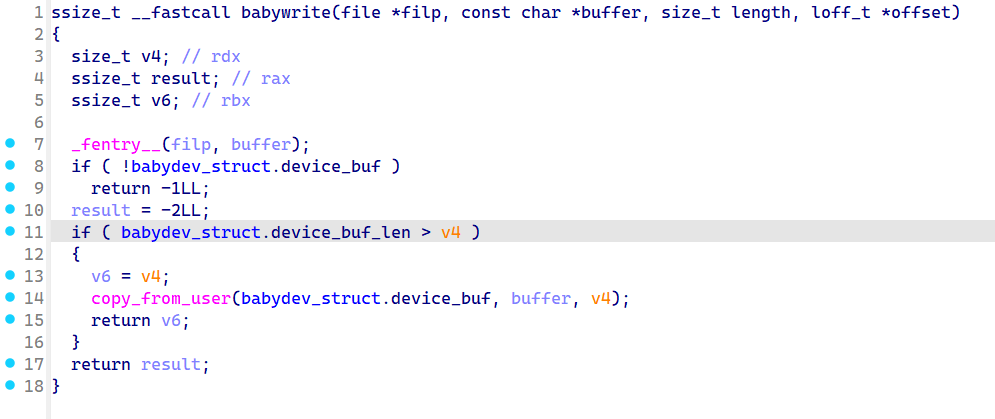 1 ssize_t __fastcall babywrite(file *filp, const char *buffer, size_t length, loff_t *offset)
2 {
3   size_t v4; // rdx
4   ssize_t result; // rax
5   ssize_t v6; // rbx
6
7   _fentry__(filp, buffer);
8   if ( !babydev_struct.device_buf )
9     return -1LL;
10   result = -2LL;
11   if ( babydev_struct.device_buf_len > v4 )
12   {
13     v6 = v4;
14     copy_from_user(babydev_struct.device_buf, buffer, v4);
15     return v6;
16   }
17   return result;
18 }